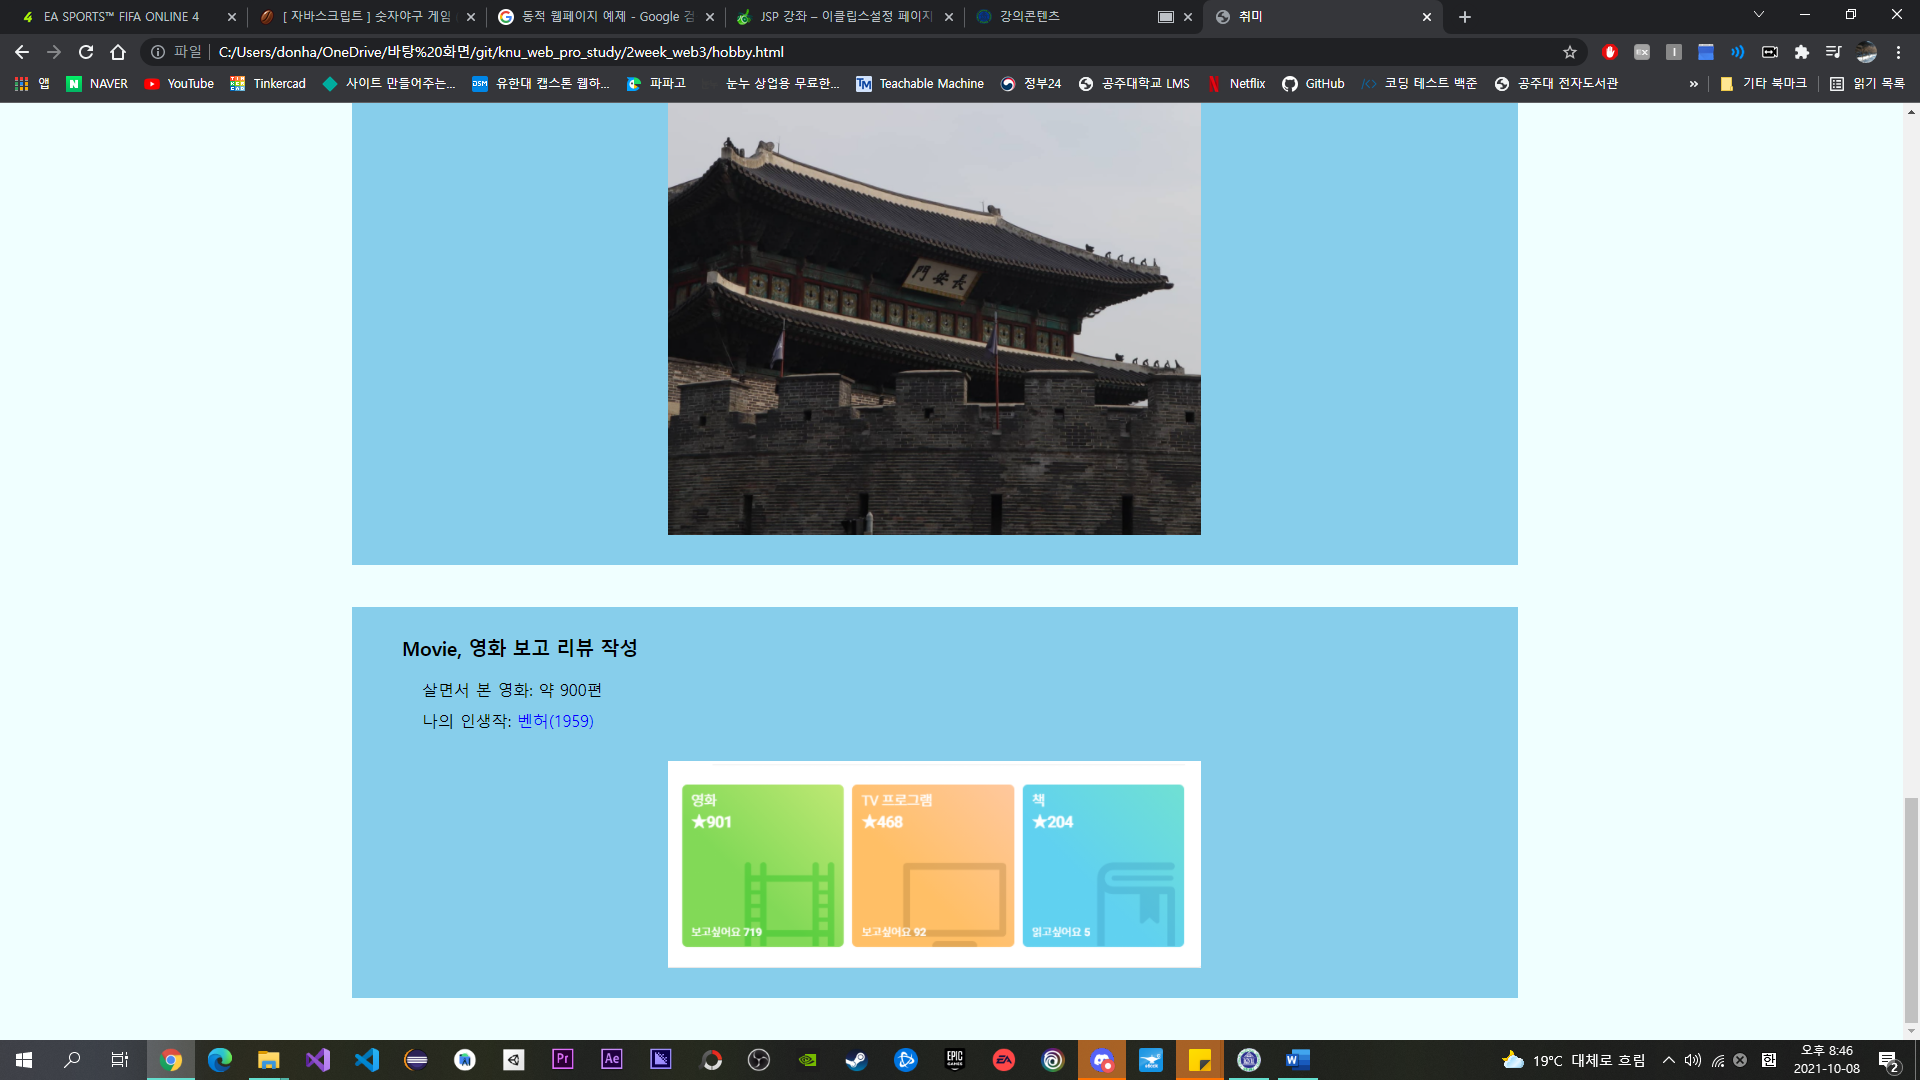 EA SPORTS™ FIFA ONLINE 4
[ 자바스크립트 ] 숫자야구 게임
동적 웹페이지 예제 - Google 검
JSP 강좌 – 이클립스설정 페이지
강의콘텐츠
취미
파일 C:/Users/donha/OneDrive/바탕%20화면/git/knu_web_pro_study/2week_web3/hobby.html
앱 NAVER YouTube Tinkercad 사이트 만들어주는... 유한대 캡스톤 웹하... 파파고 눈누 상업용 무료한... Teachable Machine 정부24 공주대학교 LMS Netflix GitHub 코딩 테스트 백준 공주대 전자도서관 » 기타 북마크 읽기 목록
門安長
Movie, 영화 보고 리뷰 작성
살면서 본 영화: 약 900편
나의 인생작: 벤허(1959)
영화
★901
보고싶어요 719
TV 프로그램
★468
보고싶어요 92
책
★204
읽고싶어요 5
19°C 대체로 흐림
한
오후 8:46
2021-10-08
2